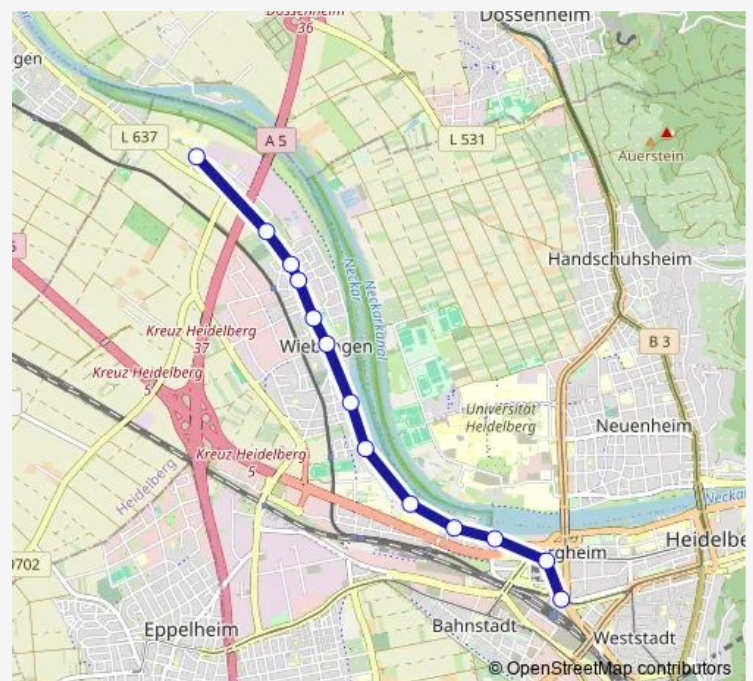 Dossenheim
36
Dossenheim
gen
L 637
A 5
L 531
Auerstein
Handschuhsheim
Neckar
Neckarkanal
5
Kreuz Heidelberg
37
B 3
Kreuz Heidelberg
5
Universität
Heidelberg
Neuenheim
Kreuz Heidelberg
5
Heidelberg
Neckar
rgheim
Heidelbe
702
Bahnstadt
Eppelheim
Weststadt
© OpenStreetMap contributors